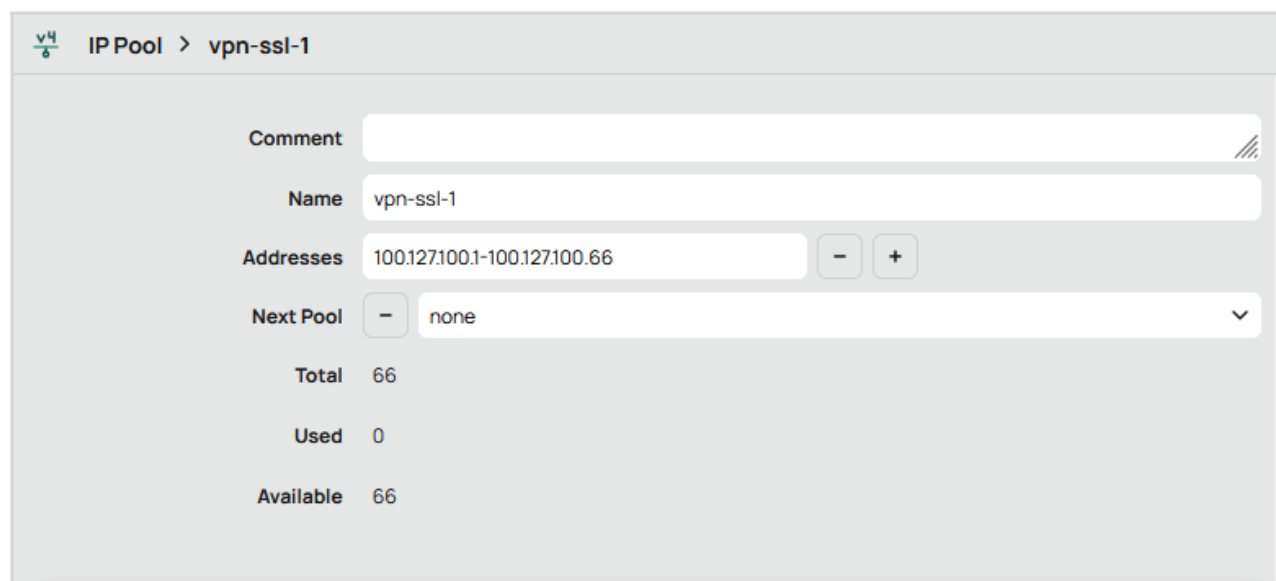 v4
IP Pool > vpn-ssl-1
Comment
Name vpn-ssl-1
Addresses 100.127.100.1-100.127.100.66 - +
Next Pool - none
Total 66
Used 0
Available 66